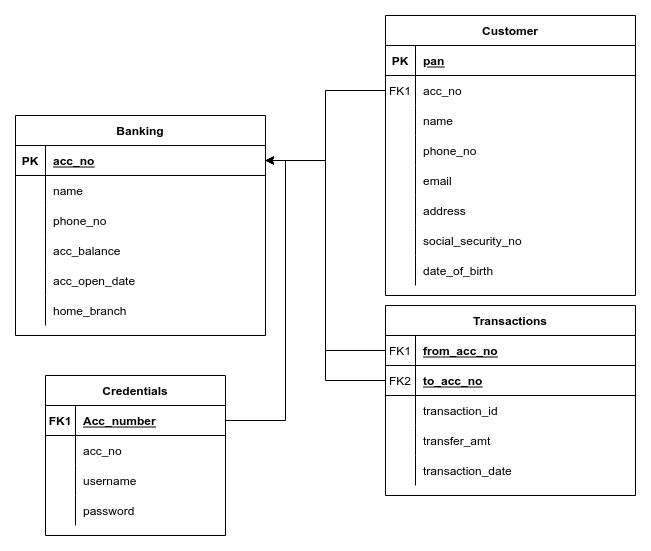 Customer
PK pan
FK1 acc_no
name
phone_no
email
address
social_security_no
date_of_birth
Banking
PK acc_no
name
phone_no
acc_balance
acc_open_date
home_branch
Transactions
FK1 from_acc_no
FK2 to_acc_no
transaction_id
transfer_amt
transaction_date
Credentials
FK1 Acc_number
acc_no
username
password